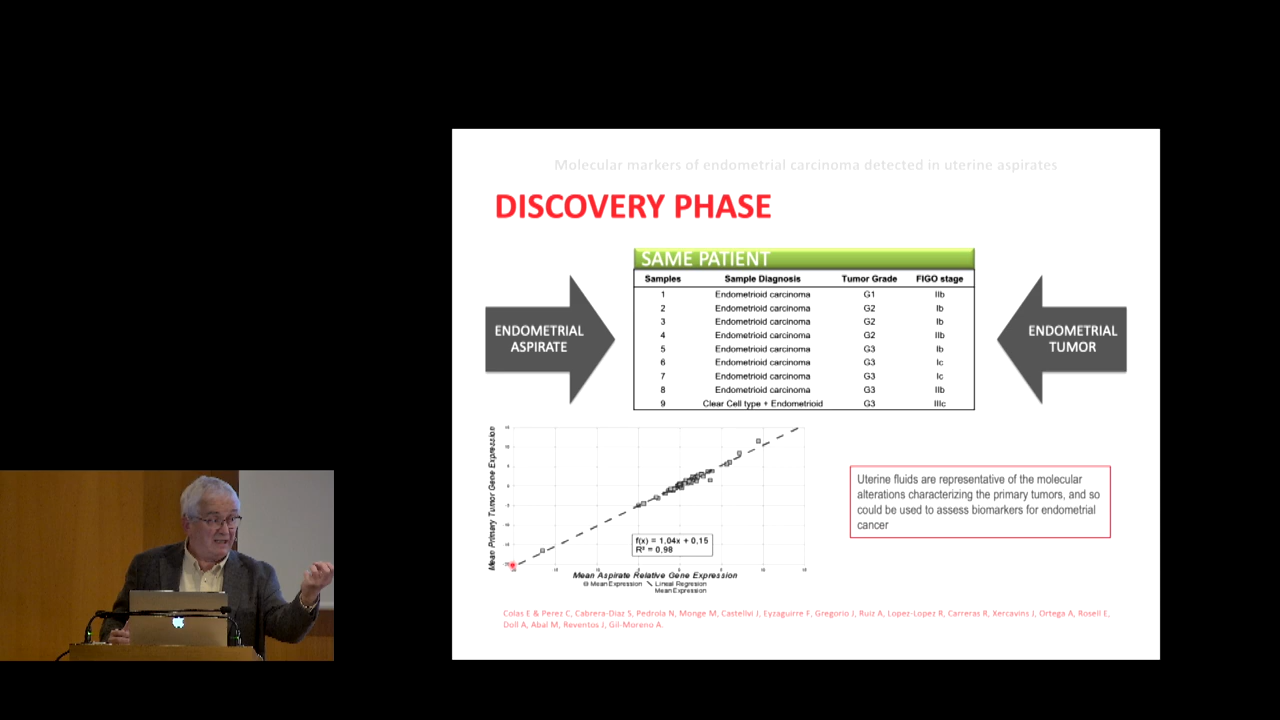 Molecular markers of endometrial carcinoma detected in uterine aspirates
DISCOVERY PHASE
SAME PATIENT
Samples Sample Diagnosis Tumor Grade FIGO stage
1 Endometrioid carcinoma G1 IIb
2 Endometrioid carcinoma G2 Ib
3 Endometrioid carcinoma G2 Ib
4 Endometrioid carcinoma G2 IIb
5 Endometrioid carcinoma G3 Ib
6 Endometrioid carcinoma G3 Ic
7 Endometrioid carcinoma G3 Ic
8 Endometrioid carcinoma G3 IIb
9 Clear Cell type + Endometrioid G3 IIIc
ENDOMETRIAL
ASPIRATE
ENDOMETRIAL
TUMOR
Mean Primary Tumor Gene Expression
f(x) = 1,04x + 0,15
R² = 0,98
Mean Aspirate Relative Gene Expression
Mean Expression Lineal Regresion
Mean Expression
Uterine fluids are representative of the molecular
alterations characterizing the primary tumors, and so
could be used to assess biomarkers for endometrial
cancer
Colas E & Perez C, Cabrera-Diaz S, Pedrola N, Monge M, Castellvi J, Eyzaguirre F, Gregorio J, Ruiz A, Lopez-Lopez R, Carreras R, Xercavins J, Ortega A, Rosell E,
Doll A, Abal M, Reventos J, Gil-Moreno A.